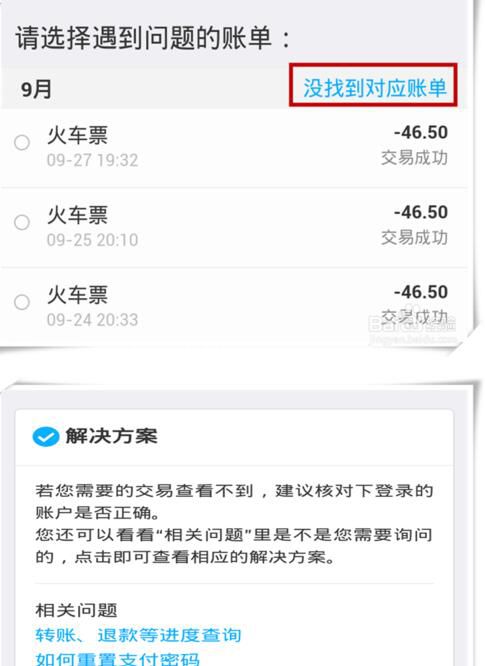 请选择遇到问题的账单：
9月
没找到对应账单
火车票
-46.50
09-27 19:32
交易成功
火车票
-46.50
09-25 20:10
交易成功
火车票
-46.50
09-24 20:33
交易成功
Baidu经验
jingyan.baidu.com
解决方案
若您需要的交易查看不到，建议核对下登录的
账户是否正确。
您还可以看看“相关问题”里是不是您需要询问
的，点击即可查看相应的解决方案。
相关问题
转账、退款等进度查询
如何重置支付密码